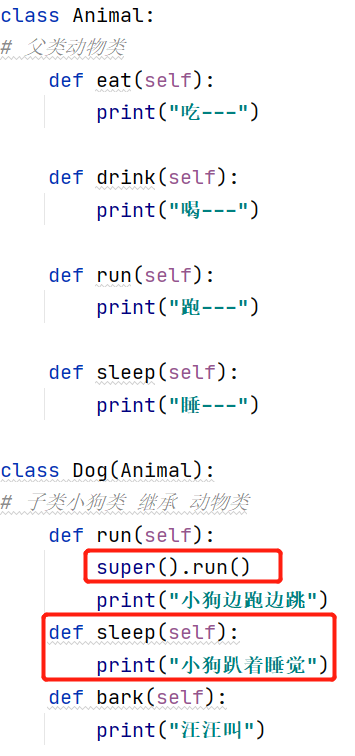 class Animal:
# 父类动物类
    def eat(self):
        print("吃---")
    def drink(self):
        print("喝---")
    def run(self):
        print("跑---")
    def sleep(self):
        print("睡---")
class Dog(Animal):
# 子类小狗类 继承 动物类
    def run(self):
        super().run()
        print("小狗边跑边跳")
    def sleep(self):
        print("小狗趴着睡觉")
    def bark(self):
        print("汪汪叫")